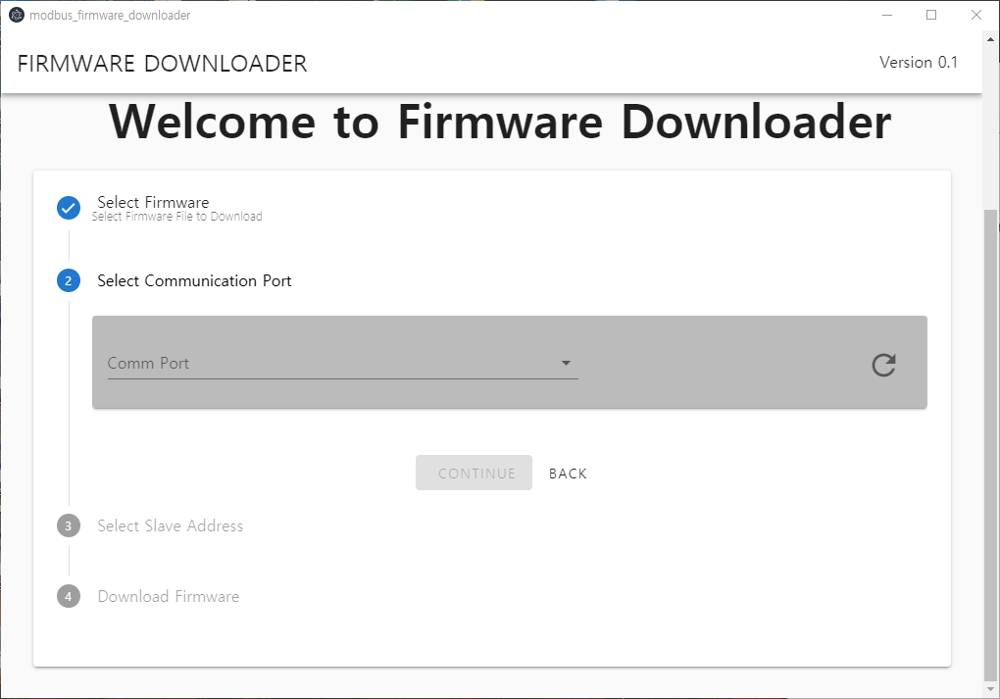 modbus_firmware_downloader
FIRMWARE DOWNLOADER
Version 0.1
Welcome to Firmware Downloader
Select Firmware
Select Firmware File to Download
2
Select Communication Port
Comm Port
CONTINUE
BACK
3
Select Slave Address
4
Download Firmware